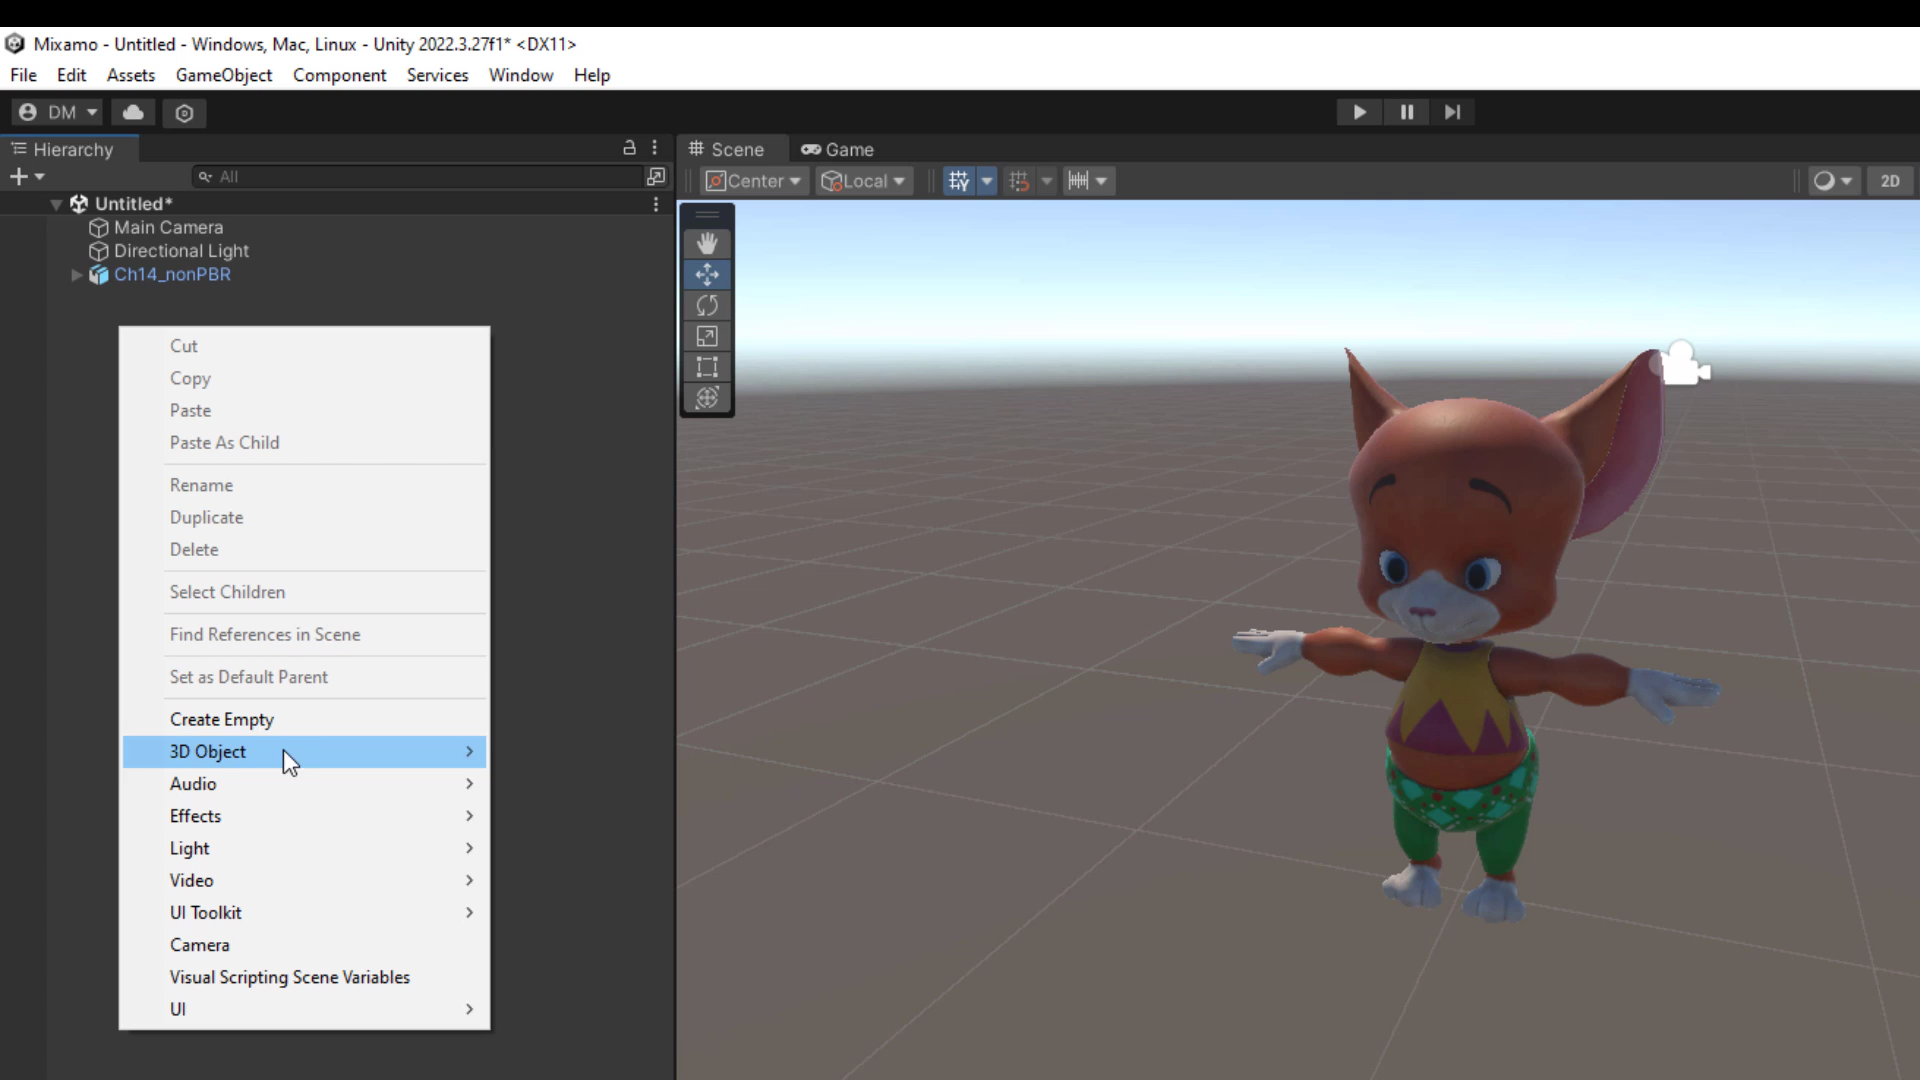 Mixamo - Untitled - Windows, Mac, Linux - Unity 2022.3.27f1* <DX11>
File Edit Assets GameObject Component Services Window Help
DM
Hierarchy
All
Untitled*
Main Camera
Directional Light
Ch14_nonPBR
Cut
Copy
Paste
Paste As Child
Rename
Duplicate
Delete
Select Children
Find References in Scene
Set as Default Parent
Create Empty
3D Object
Audio
Effects
Light
Video
UI Toolkit
Camera
Visual Scripting Scene Variables
UI
Scene Game
Center Local 2D